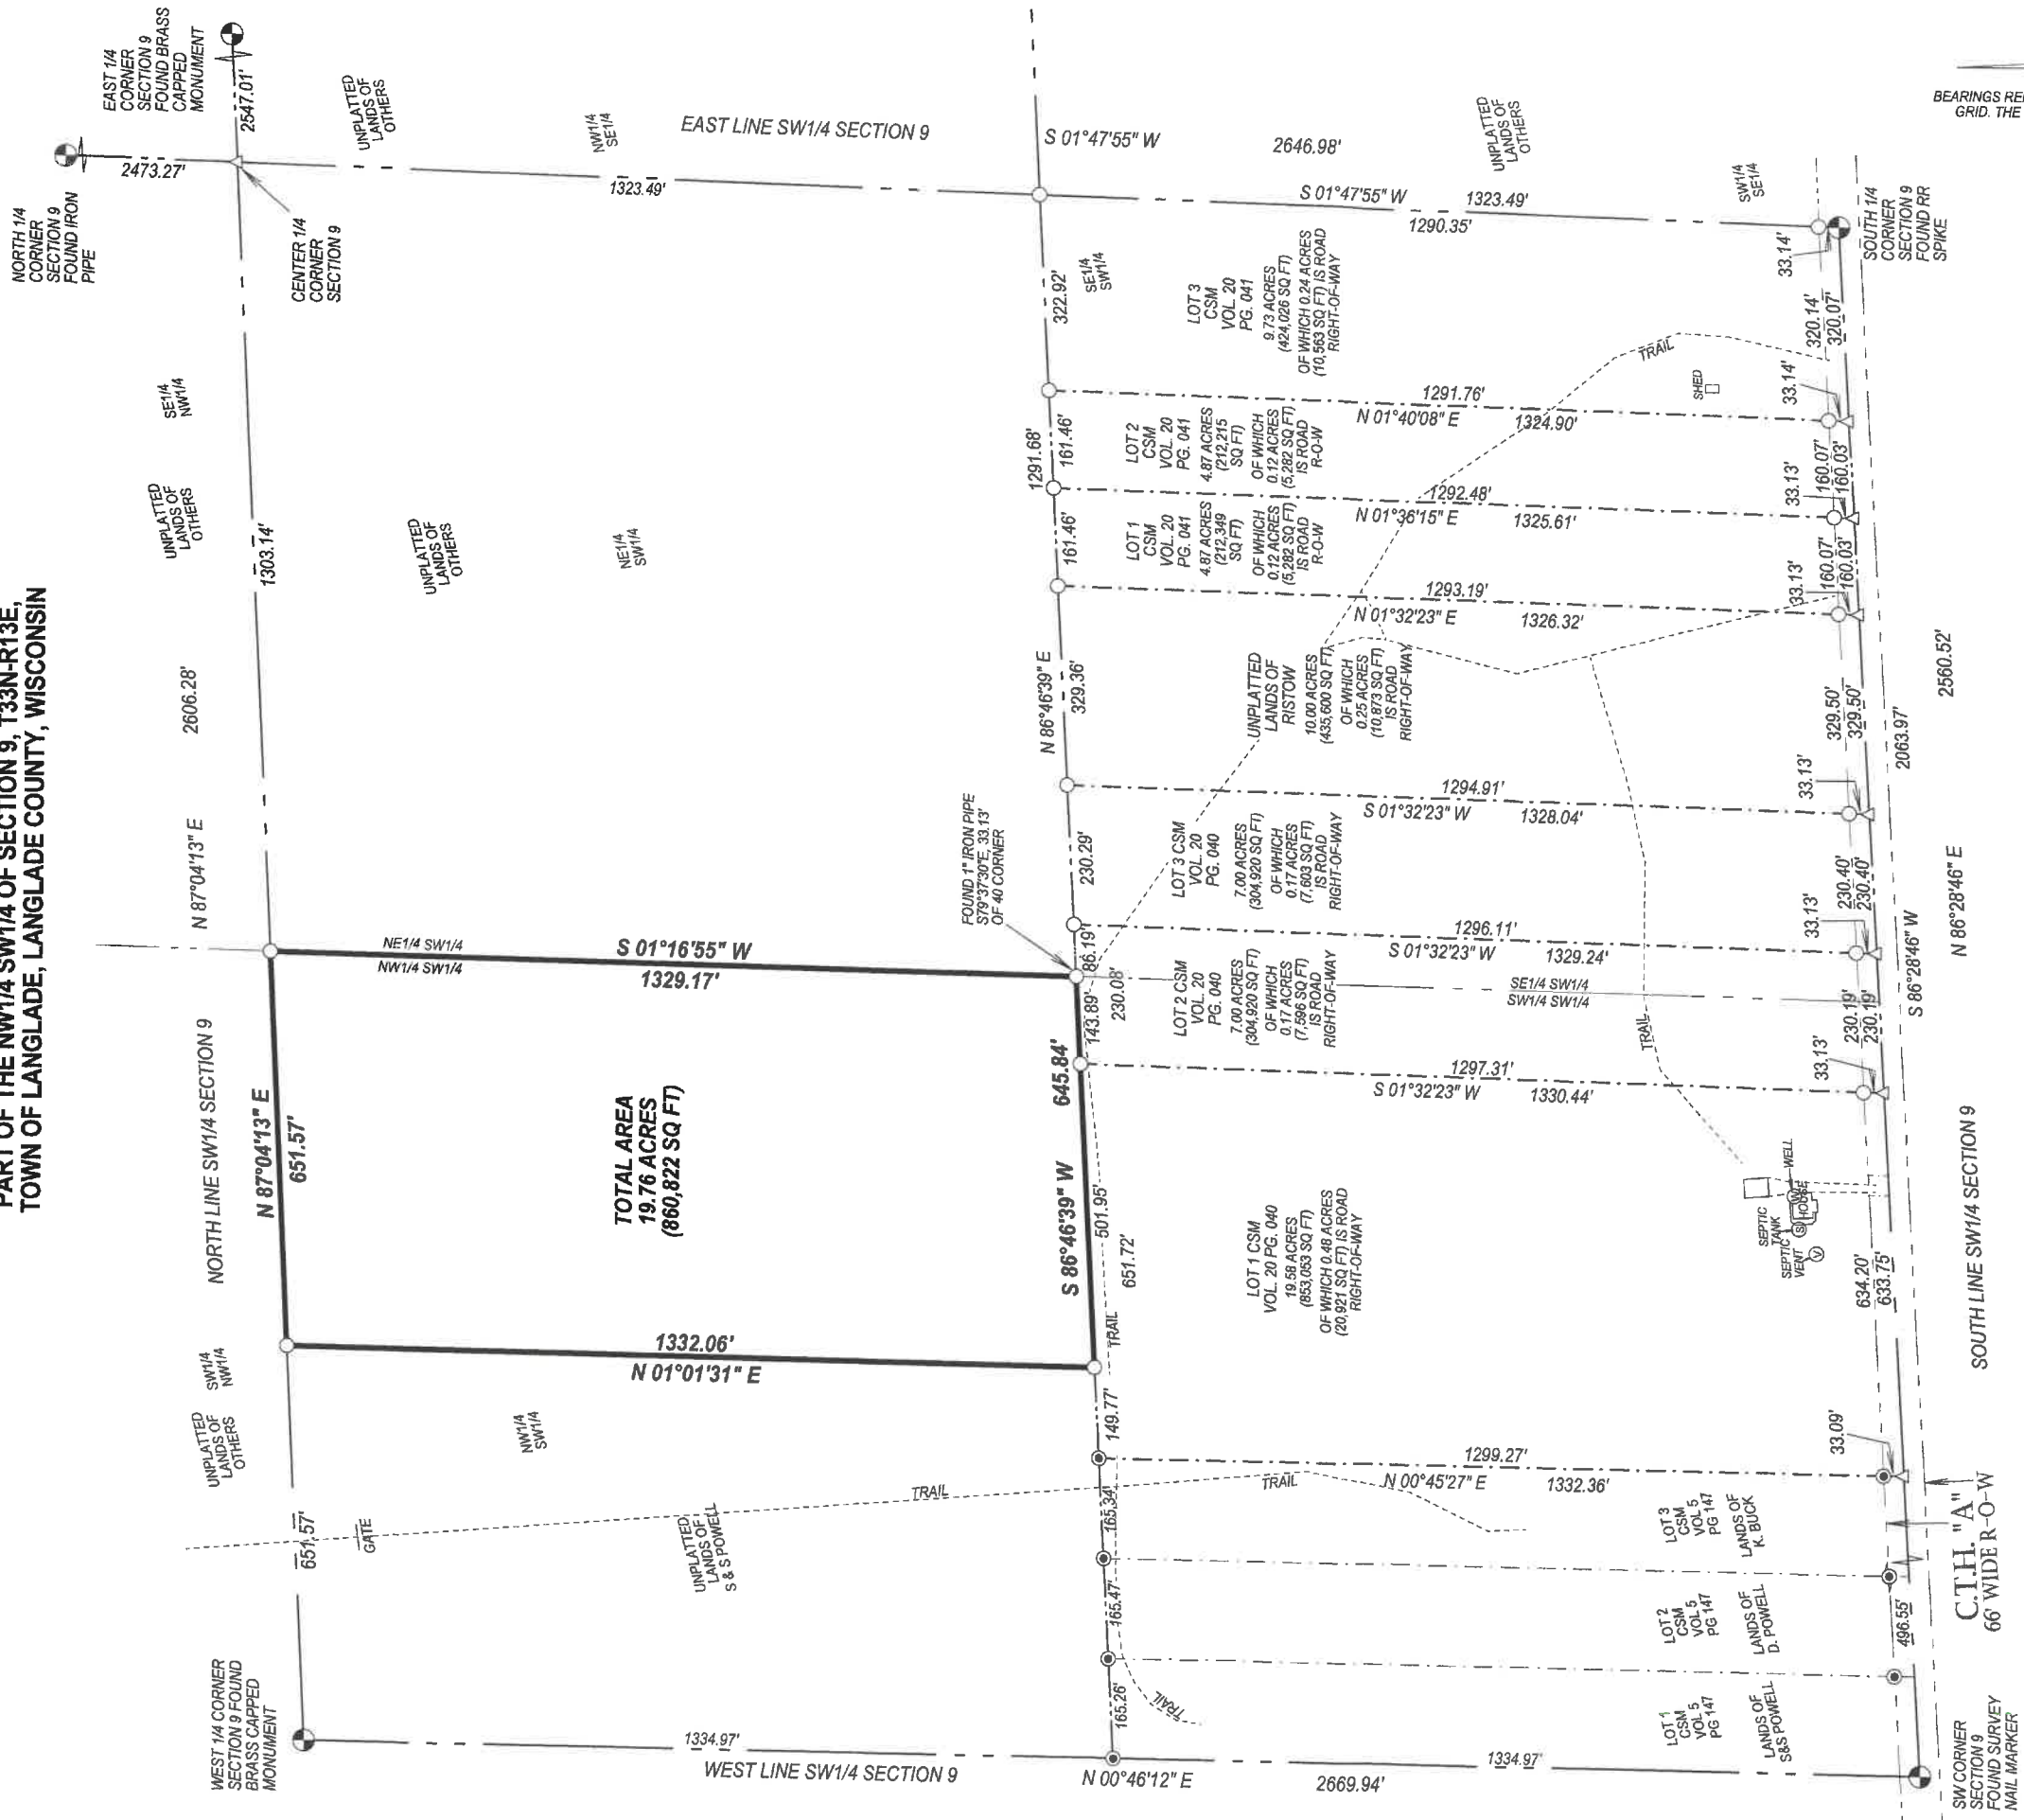 PART OF THE NW1/4 SW1/4 OF SECTION 9, T33N-R13E,
TOWN OF LANGLADE, LANGLADE COUNTY, WISCONSIN
WEST 1/4 CORNER
SECTION 9 FOUND
BRASS CAPPED
MONUMENT
651.57'
GATE
UNPLATTED
LANDS OF
OTHERS
SW1/4
NW1/4
NORTH LINE SW1/4 SECTION 9
N 87°04'13" E
651.57'
N 87°04'13" E
2606.28'
1303.14'
UNPLATTED
LANDS OF
OTHERS
SE1/4
NW1/4
NORTH 1/4
CORNER
SECTION 9
FOUND IRON
PIPE
2473.27'
EAST 1/4
CORNER
SECTION 9
FOUND BRASS
CAPPED
MONUMENT
2547.01'
CENTER 1/4
CORNER
SECTION 9
UNPLATTED
LANDS OF
OTHERS
NW1/4
SE1/4
EAST LINE SW1/4 SECTION 9
S 01°47'55" W
2646.98'
1323.49'
UNPLATTED
LANDS OF
OTHERS
S 01°47'55" W
1323.49'
1290.35'
SW1/4
SE1/4
SOUTH 1/4
CORNER
SECTION 9
FOUND RR
SPIKE
BEARINGS RE
GRID. THE
NW1/4
SW1/4
UNPLATTED
LANDS OF
S & S POWELL
TRAIL
1332.06'
N 01°01'31" E
TOTAL AREA
19.76 ACRES
(860,822 SQ FT)
NE1/4 SW1/4
NW1/4 SW1/4
S 01°16'55" W
1329.17'
UNPLATTED
LANDS OF
OTHERS
NE1/4
SW1/4
FOUND 1" IRON PIPE
S79°37'30"E, 33.13'
OF 40 CORNER
1334.97'
WEST LINE SW1/4 SECTION 9
N 00°46'12" E
2669.94'
1334.97'
165.26'
165.47'
165.34'
149.77'
TRAIL
651.72'
501.95'
S 86°46'39" W
645.84'
143.89'
230.08'
86.19'
230.29'
N 86°46'39" E
329.36'
161.46'
1291.68'
161.46'
322.92'
SE1/4
SW1/4
TRAIL
TRAIL
LOT 1
CSM
VOL 5
PG 147
LANDS OF
S&S POWELL
LOT 2
CSM
VOL 5
PG 147
LANDS OF
D. POWELL
LOT 3
CSM
VOL 5
PG 147
LANDS OF
K. BUCK
1299.27'
N 00°45'27" E
1332.36'
LOT 1 CSM
VOL. 20 PG. 040
19.58 ACRES
(853,053 SQ FT)
OF WHICH 0.48 ACRES
(20,921 SQ FT) IS ROAD
RIGHT-OF-WAY
SEPTIC
VENT
SEPTIC
TANK
WELL
HOUSE
V
S
W
1297.31'
S 01°32'23" W
1330.44'
LOT 2 CSM
VOL. 20
PG. 040
7.00 ACRES
(304,920 SQ FT)
OF WHICH
0.17 ACRES
(7,596 SQ FT)
IS ROAD
RIGHT-OF-WAY
SE1/4 SW1/4
SW1/4 SW1/4
TRAIL
1296.11'
S 01°32'23" W
1329.24'
LOT 3 CSM
VOL. 20
PG. 040
7.00 ACRES
(304,920 SQ FT)
OF WHICH
0.17 ACRES
(7,603 SQ FT)
IS ROAD
RIGHT-OF-WAY
1294.91'
S 01°32'23" W
1328.04'
UNPLATTED
LANDS OF
RISTOW
10.00 ACRES
(435,600 SQ FT)
OF WHICH
0.25 ACRES
(10,873 SQ FT)
IS ROAD
RIGHT-OF-WAY
1293.19'
N 01°32'23" E
1326.32'
LOT 1
CSM
VOL. 20
PG. 041
4.87 ACRES
(212,349
SQ FT)
OF WHICH
0.12 ACRES
(5,282 SQ FT)
IS ROAD
R-O-W
1292.48'
N 01°36'15" E
1325.61'
LOT 2
CSM
VOL. 20
PG. 041
4.87 ACRES
(212,215
SQ FT)
OF WHICH
0.12 ACRES
(5,282 SQ FT)
IS ROAD
R-O-W
1291.76'
N 01°40'08" E
1324.90'
LOT 3
CSM
VOL. 20
PG. 041
9.73 ACRES
(424,026 SQ FT)
OF WHICH 0.24 ACRES
(10,563 SQ FT) IS ROAD
RIGHT-OF-WAY
TRAIL
SHED
496.55'
33.09'
634.20'
633.75'
33.13'
230.19'
230.19'
33.13'
230.40'
230.40'
33.13'
329.50'
329.50'
33.13'
160.07'
160.03'
33.13'
160.07'
160.03'
33.14'
320.14'
320.07'
33.14'
S 86°28'46" W
2063.97'
SW CORNER
SECTION 9
FOUND SURVEY
NAIL MARKER
C.T.H. "A"
66' WIDE R-O-W
SOUTH LINE SW1/4 SECTION 9
N 86°28'46" E
2560.52'